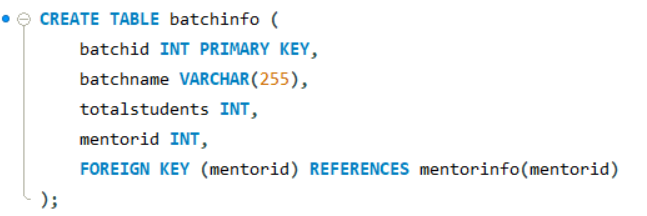 CREATE TABLE batchinfo (
batchid INT PRIMARY KEY,
batchname VARCHAR(255),
totalstudents INT,
mentorid INT,
FOREIGN KEY (mentorid) REFERENCES mentorinfo(mentorid)
);